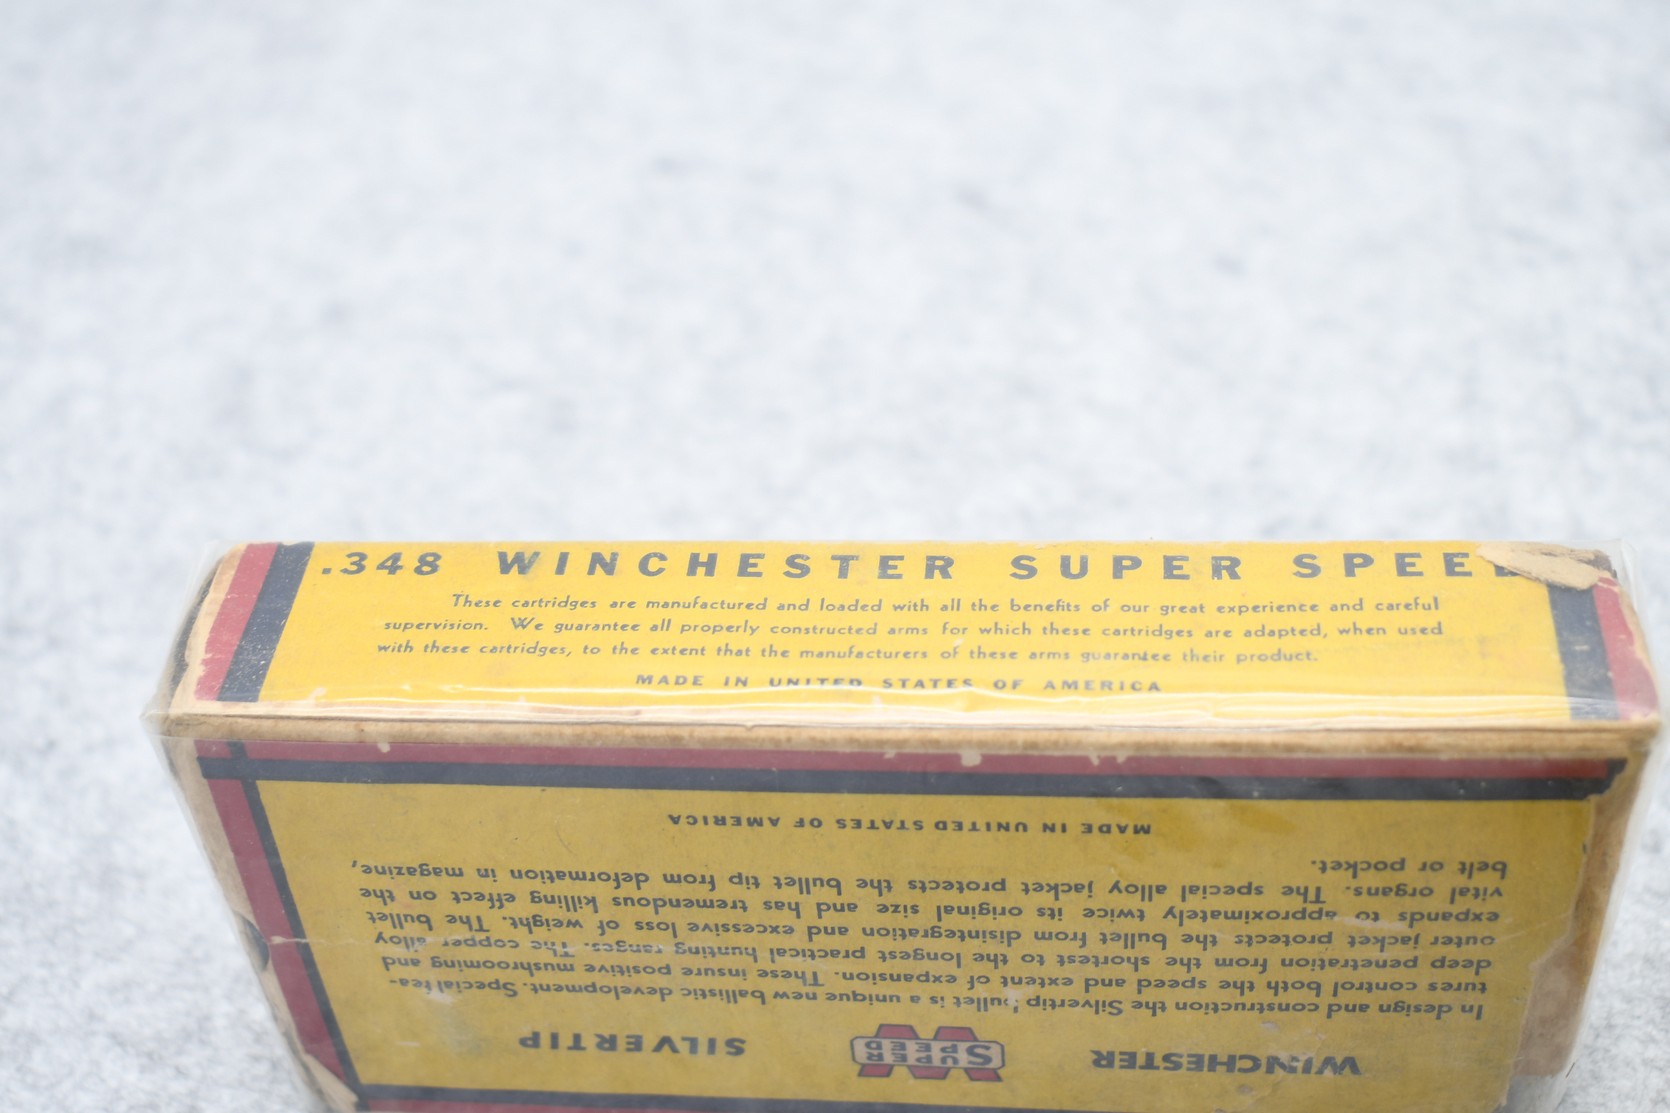 .348 WINCHESTER SUPER SPEED
These cartridges are manufactured and loaded with all the benefits of our great experience and careful
supervision. We guarantee all properly constructed arms for which these cartridges are adapted, when used
with these cartridges, to the extent that the manufacturers of these arms guarantee their product.
MADE IN UNITED STATES OF AMERICA
WINCHESTER SUPER SPEED SILVERTIP
In design and construction the Silvertip bullet is a unique new ballistic development. Special fea-
tures control both the speed and extent of expansion. These insure positive mushrooming and
deep penetration from the shortest to the longest practical hunting ranges. The copper alloy
outer jacket protects the bullet from disintegration and excessive loss of weight. The bullet
expands to approximately twice its original size and has tremendous killing effect on the
vital organs. The special alloy jacket protects the bullet tip from deformation in magazine,
belt or pocket.
MADE IN UNITED STATES OF AMERICA